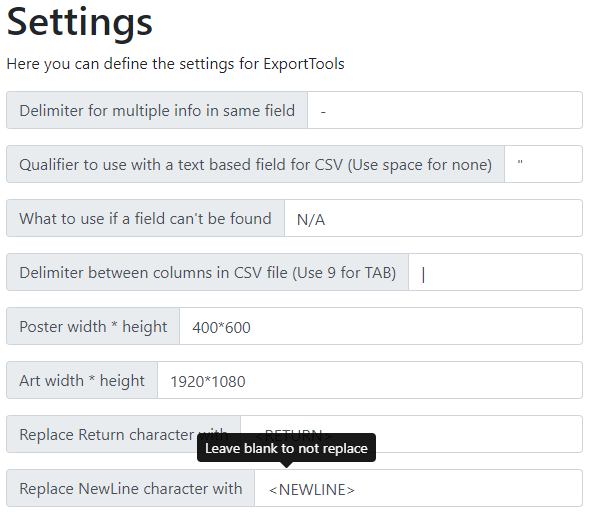 Settings
Here you can define the settings for ExportTools
Delimiter for multiple info in same field -
Qualifier to use with a text based field for CSV (Use space for none) "
What to use if a field can't be found N/A
Delimiter between columns in CSV file (Use 9 for TAB) |
Poster width * height 400*600
Art width * height 1920*1080
Replace Return character with <RETURN>
Leave blank to not replace
Replace NewLine character with <NEWLINE>